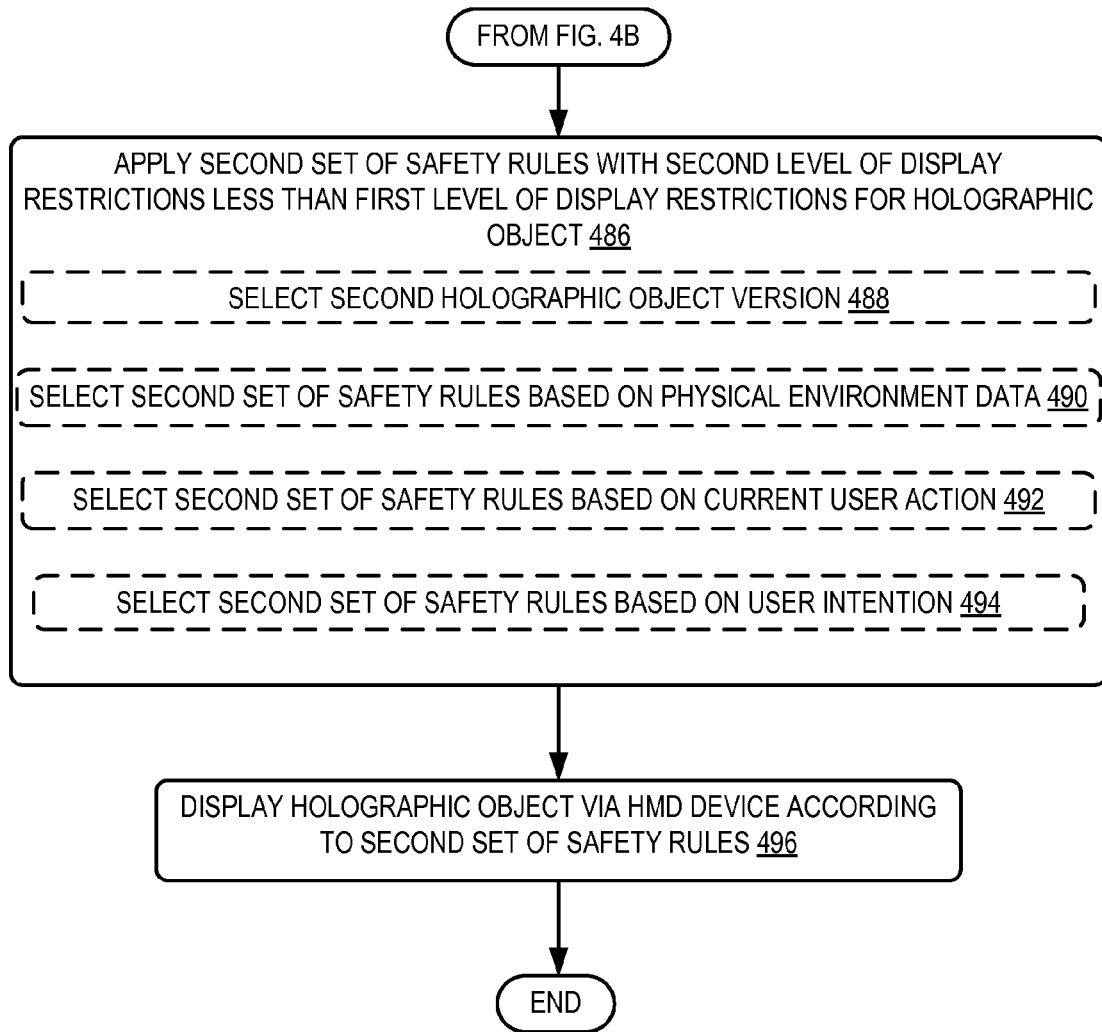 FROM FIG. 4B
APPLY SECOND SET OF SAFETY RULES WITH SECOND LEVEL OF DISPLAY
RESTRICTIONS LESS THAN FIRST LEVEL OF DISPLAY RESTRICTIONS FOR HOLOGRAPHIC
OBJECT 486
SELECT SECOND HOLOGRAPHIC OBJECT VERSION 488
SELECT SECOND SET OF SAFETY RULES BASED ON PHYSICAL ENVIRONMENT DATA 490
SELECT SECOND SET OF SAFETY RULES BASED ON CURRENT USER ACTION 492
SELECT SECOND SET OF SAFETY RULES BASED ON USER INTENTION 494
DISPLAY HOLOGRAPHIC OBJECT VIA HMD DEVICE ACCORDING
TO SECOND SET OF SAFETY RULES 496
END